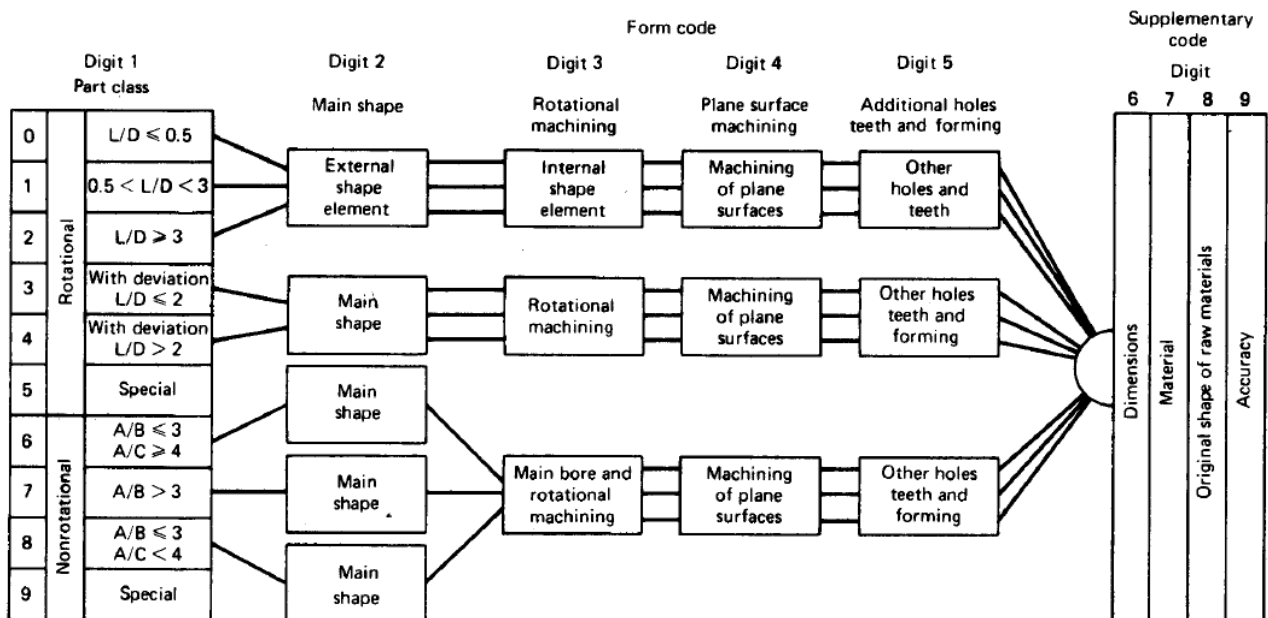 Form code
Supplementary
code
Digit
6 7 8 9
Digit 1
Part class
Digit 2
Main shape
Digit 3
Rotational
machining
Digit 4
Plane surface
machining
Digit 5
Additional holes
teeth and forming
0
1
2
3
4
5
6
7
8
9
Rotational
Nonrotational
L/D ⩽ 0.5
0.5 < L/D < 3
L/D ⩾ 3
With deviation
L/D ⩽ 2
With deviation
L/D > 2
Special
A/B ⩽ 3
A/C ⩾ 4
A/B > 3
A/B ⩽ 3
A/C < 4
Special
External
shape
element
Internal
shape
element
Machining
of plane
surfaces
Other
holes and
teeth
Main
shape
Rotational
machining
Machining
of plane
surfaces
Other holes
teeth and
forming
Main
shape
Main
shape
Main
shape
Main bore and
rotational
machining
Machining
of plane
surfaces
Other holes
teeth and
forming
Dimensions
Material
Original shape of raw materials
Accuracy